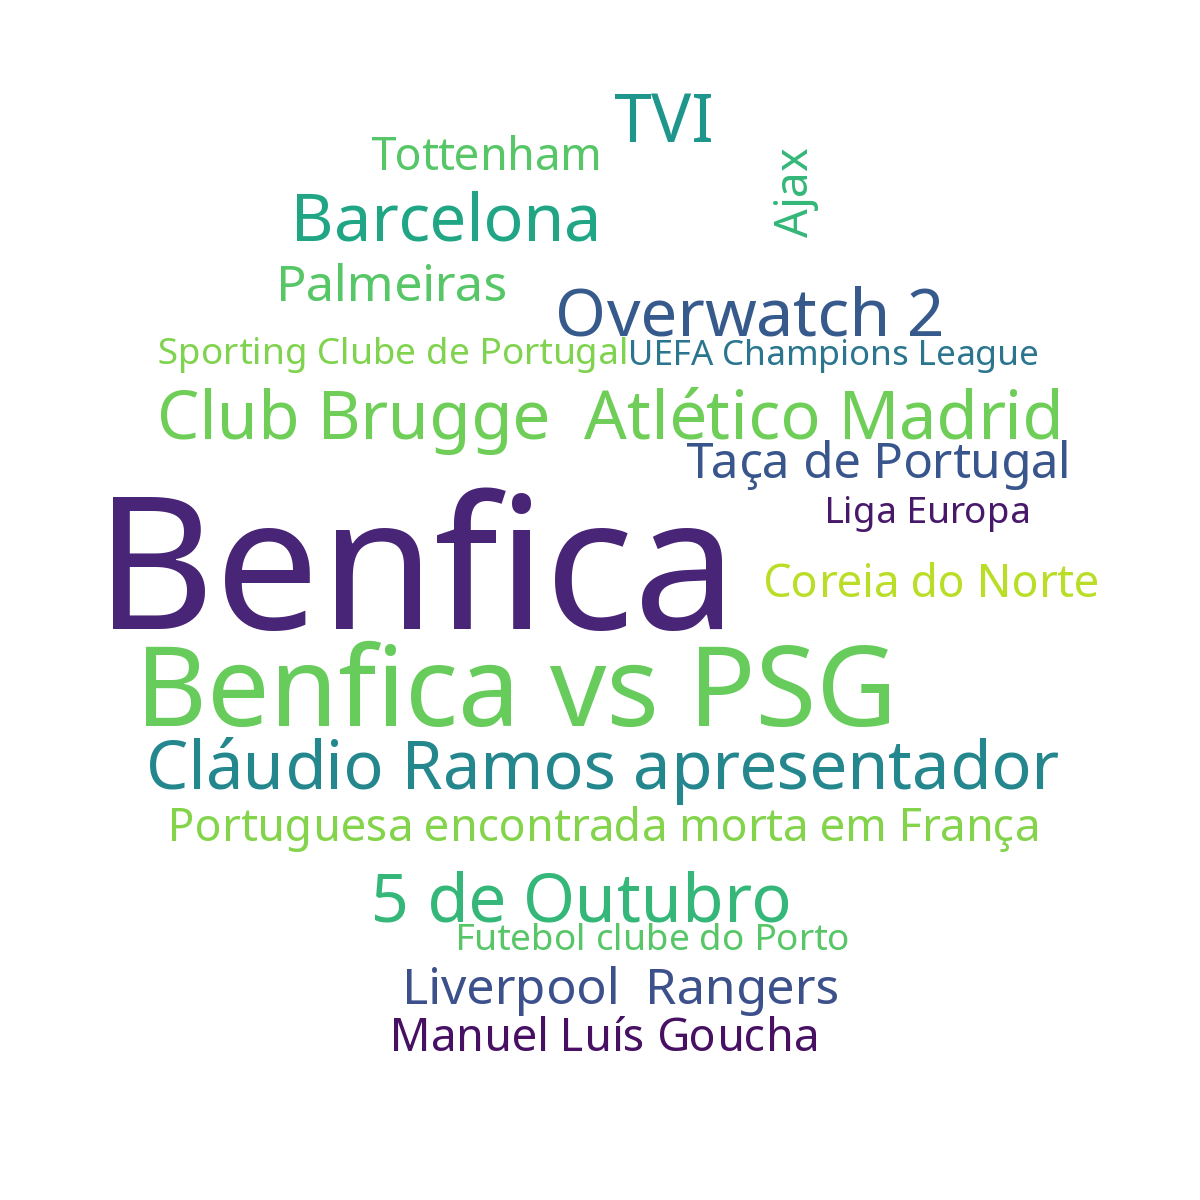 TVI
Tottenham
Ajax
Barcelona
Palmeiras
Overwatch 2
Sporting Clube de Portugal
UEFA Champions League
Club Brugge Atlético Madrid
Taça de Portugal
Liga Europa
Benfica
Coreia do Norte
Benfica vs PSG
Cláudio Ramos apresentador
Portuguesa encontrada morta em França
5 de Outubro
Futebol clube do Porto
Liverpool Rangers
Manuel Luís Goucha